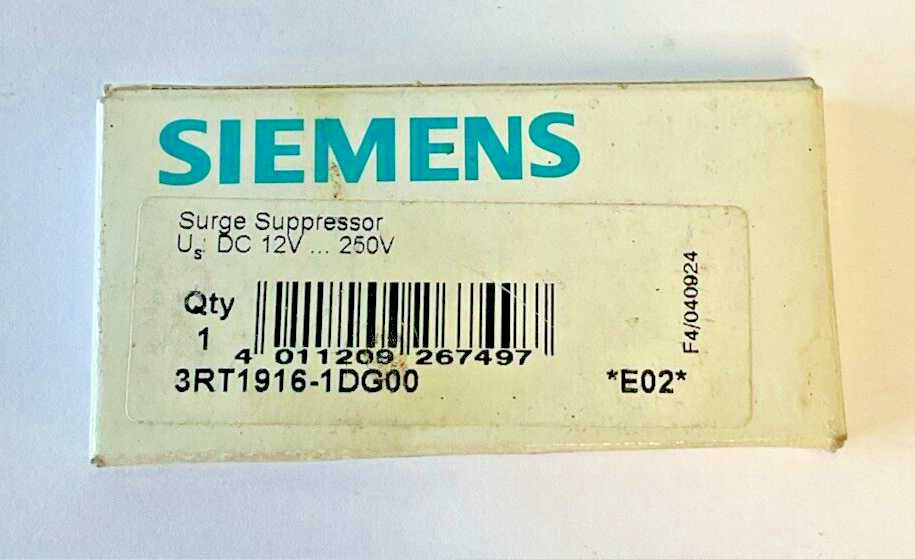 SIEMENS
Surge Suppressor
Us: DC 12V ... 250V
Qty
1
4 011209 267497
3RT1916-1DG00
*E02*
F4/040924